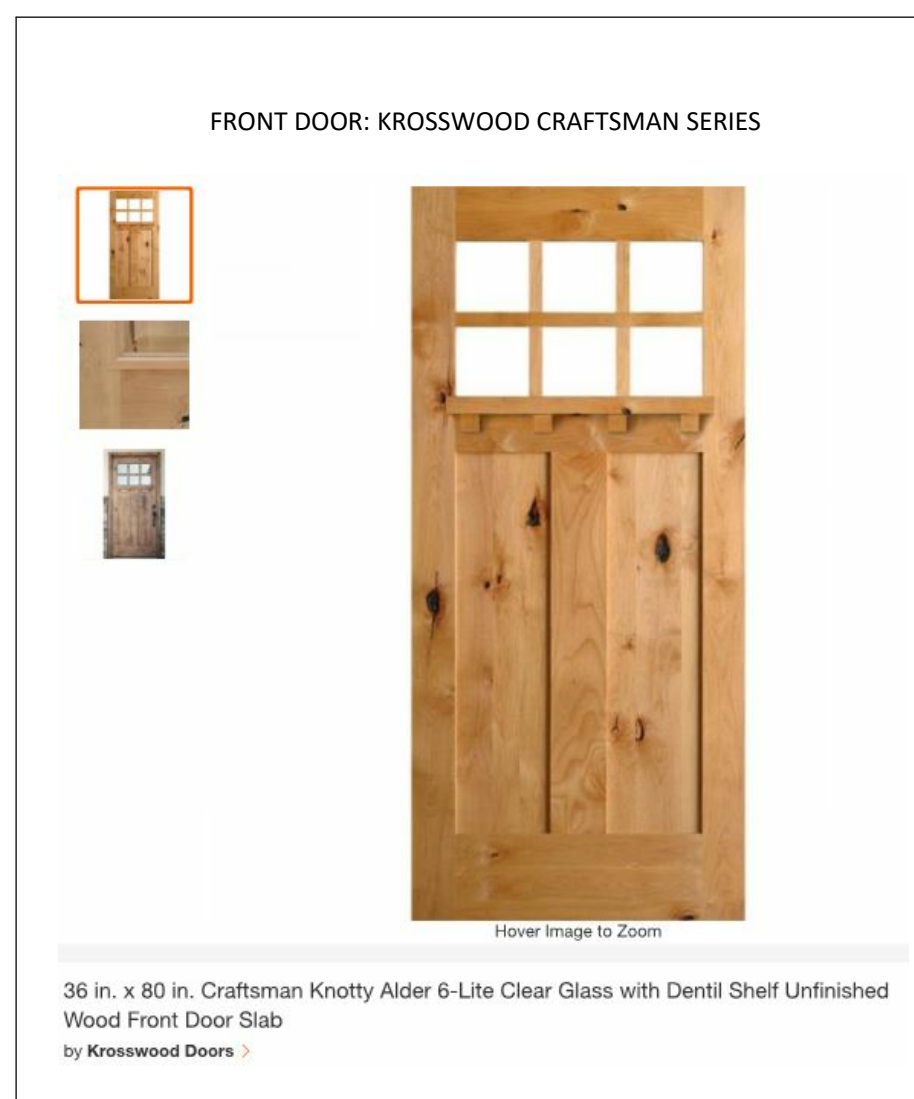 FRONT DOOR: KROSSWOOD CRAFTSMAN SERIES
Hover Image to Zoom
36 in. x 80 in. Craftsman Knotty Alder 6-Lite Clear Glass with Dentil Shelf Unfinished
Wood Front Door Slab
by Krosswood Doors >